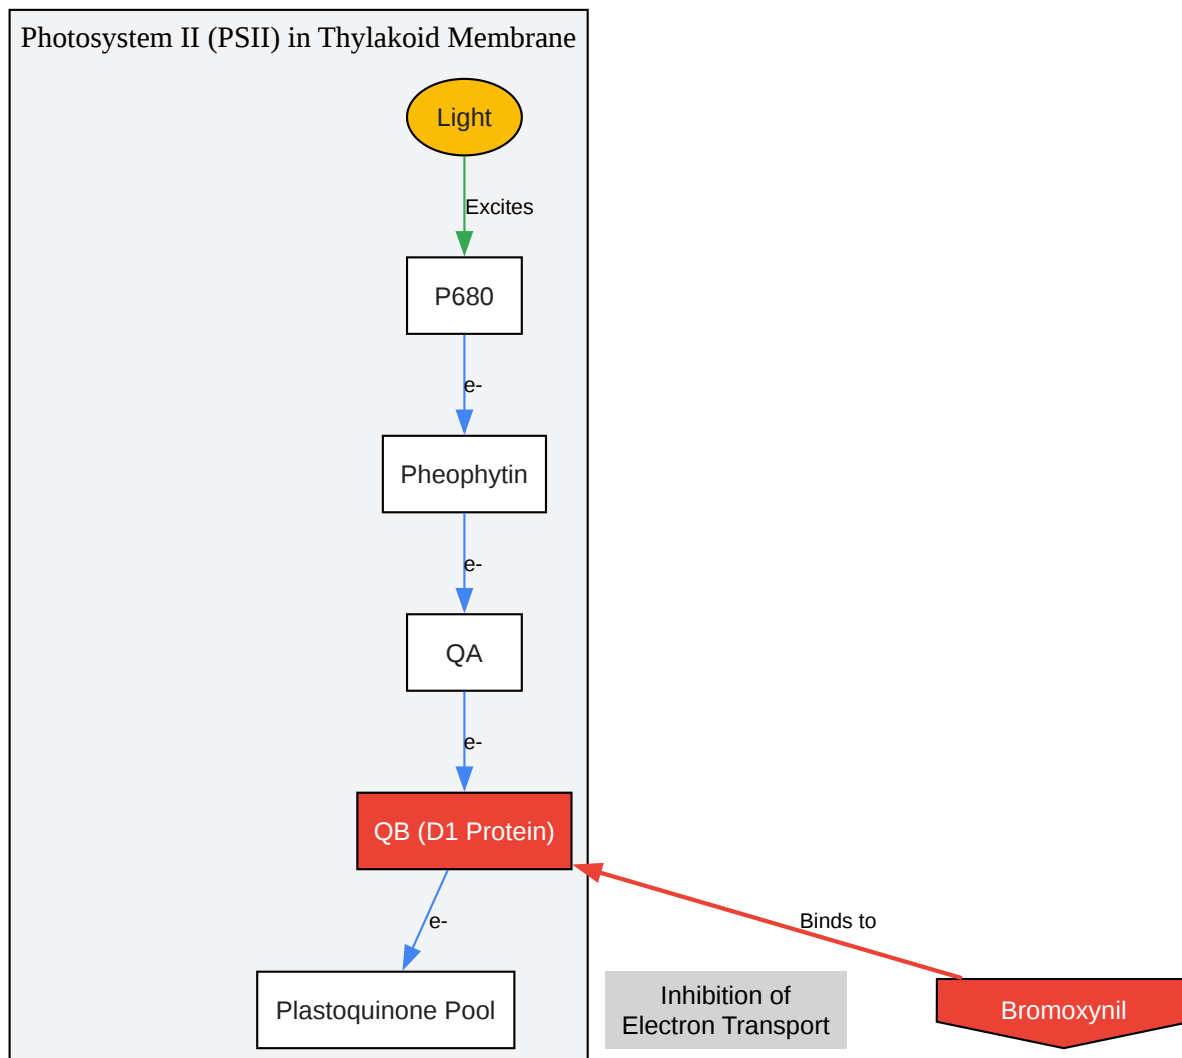 Photosystem II (PSII) in Thylakoid Membrane
Light
Excites
P680
e-
Pheophytin
e-
QA
e-
QB (D1 Protein)
Binds to
e-
Plastoquinone Pool
Inhibition of
Electron Transport
Bromoxynil